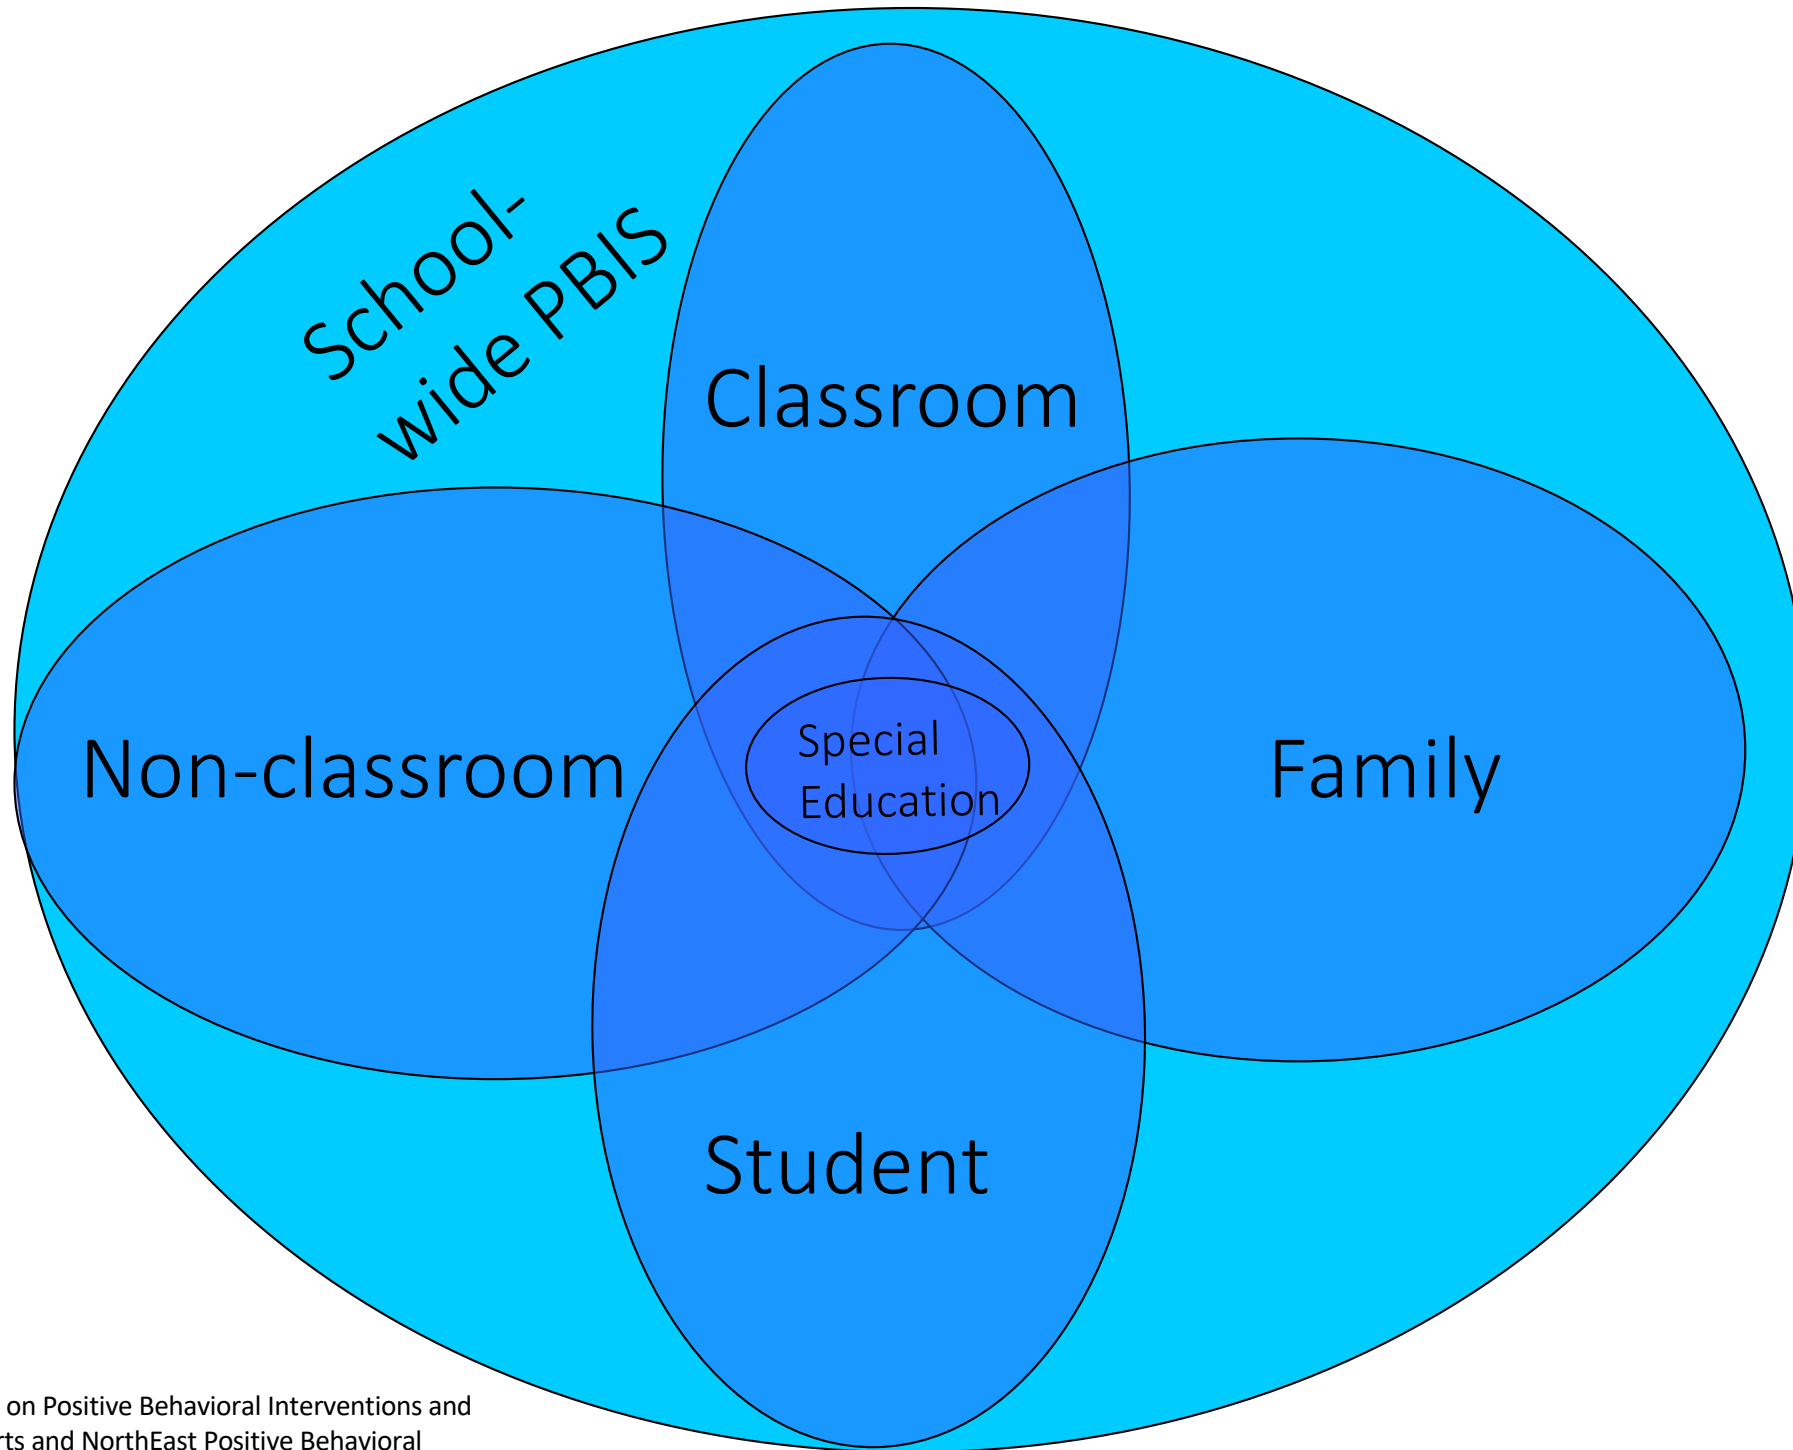 School-
wide PBIS
Classroom
Non-classroom
Special
Education
Family
Student
on Positive Behavioral Interventions and
and NorthEast Positive Behavioral